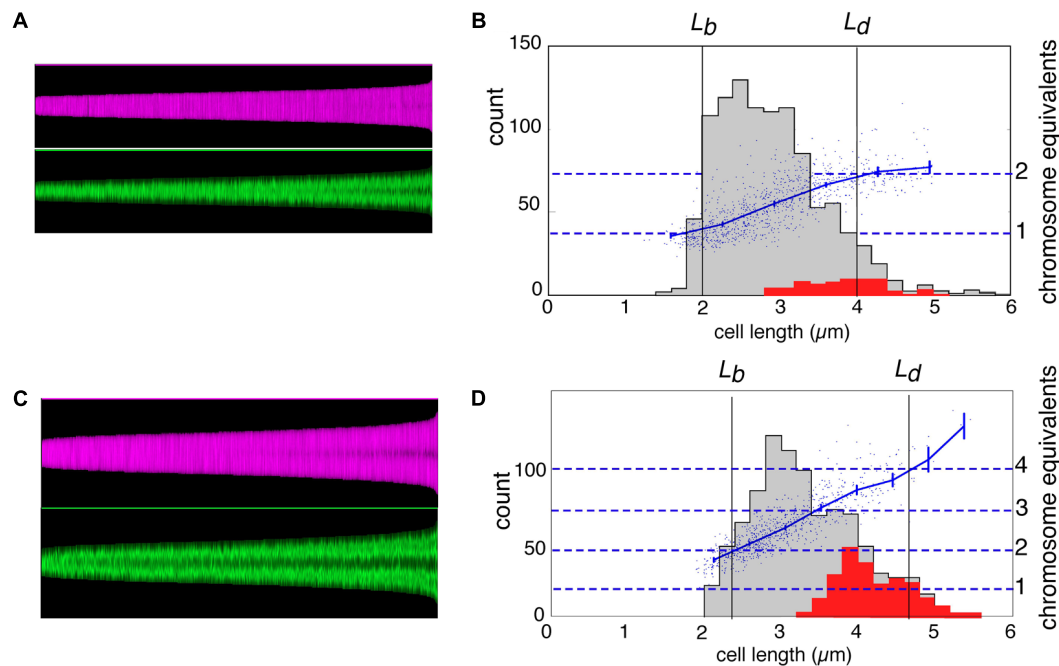 A
B
L_b
L_d
150
100
50
0
count
2
1
chromosome equivalents
0 1 2 3 4 5 6
cell length (µm)
C
D
L_b
L_d
100
50
0
count
4
3
2
1
chromosome equivalents
0 1 2 3 4 5 6
cell length (µm)